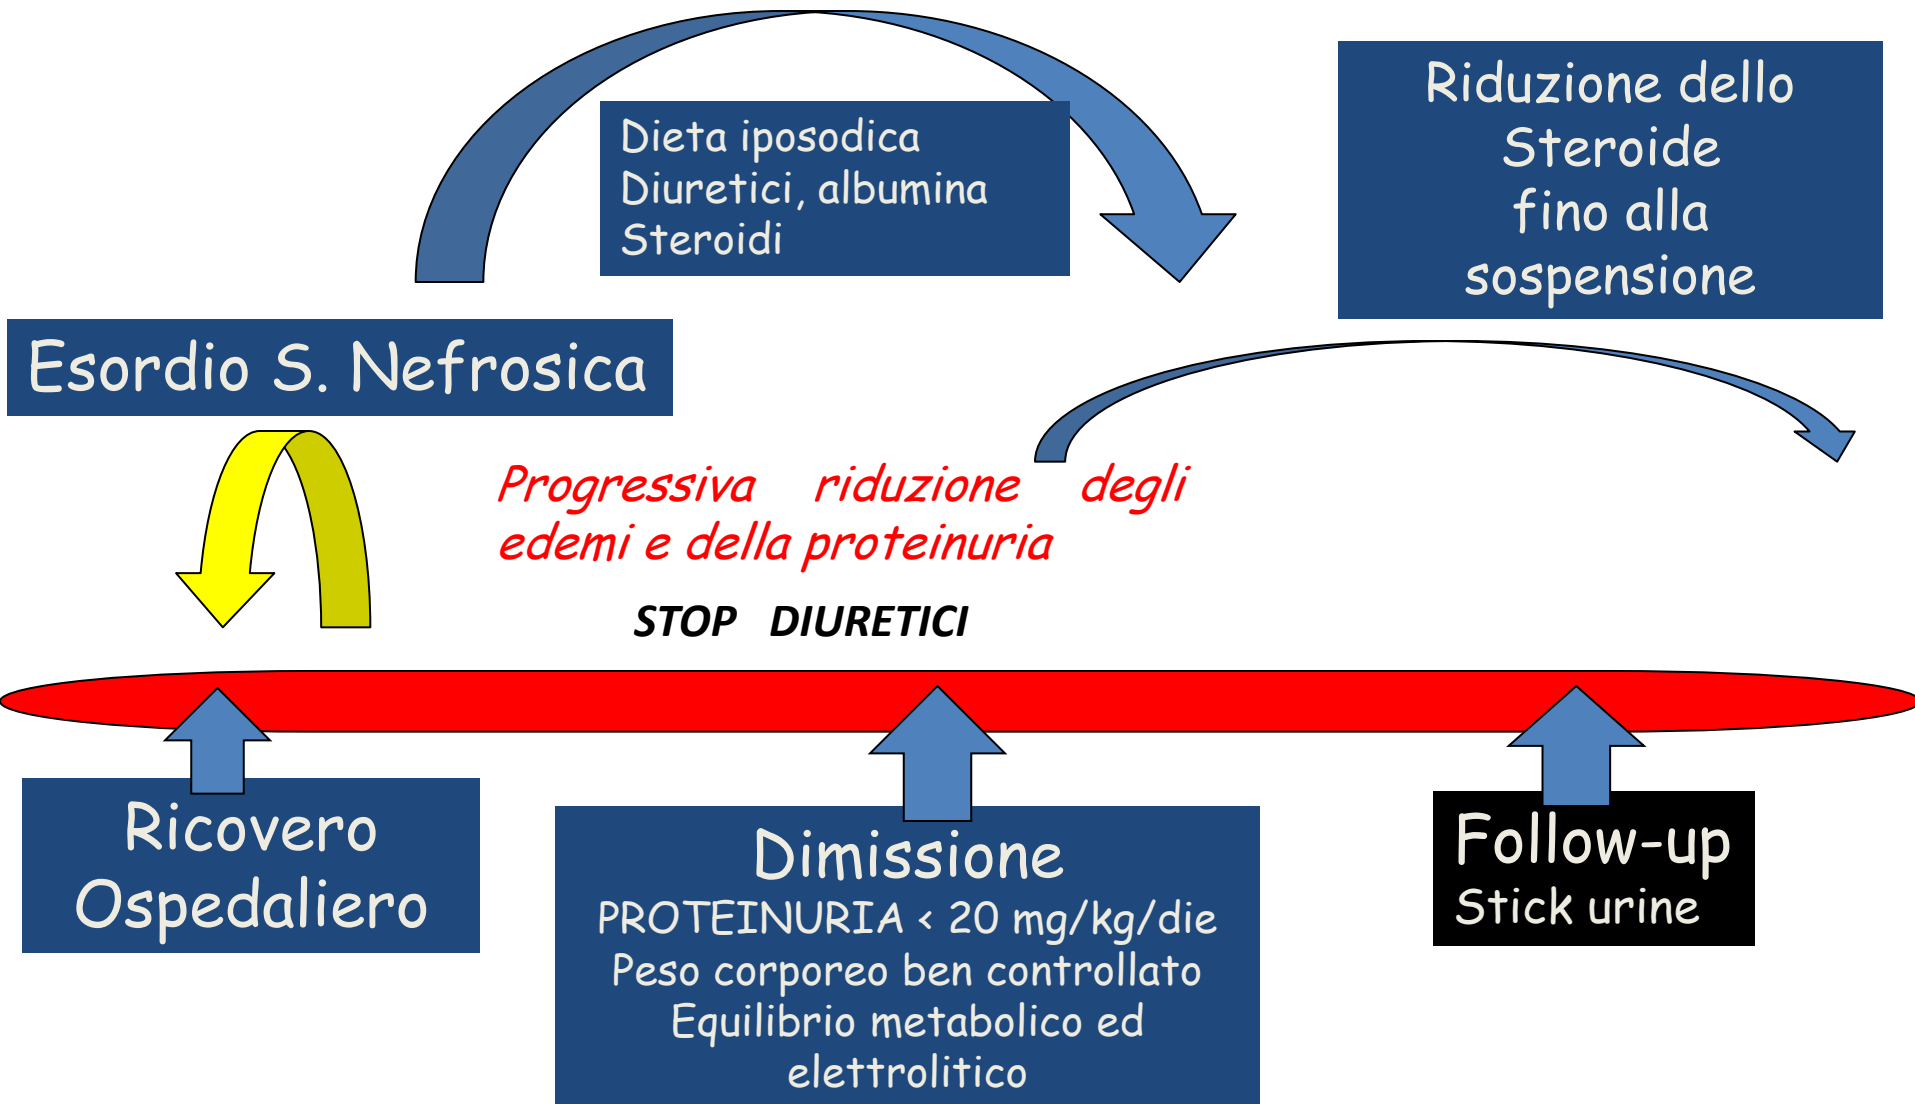 Dieta iposodica
Diuretici, albumina
Steroidi
Riduzione dello
Steroide
fino alla
sospensione
Esordio S. Nefrosica
Progressiva riduzione degli
edemi e della proteinuria
STOP DIURETICI
Ricovero
Ospedaliero
Dimissione
PROTEINURIA < 20 mg/kg/die
Peso corporeo ben controllato
Equilibrio metabolico ed
elettrolitico
Follow-up
Stick urine